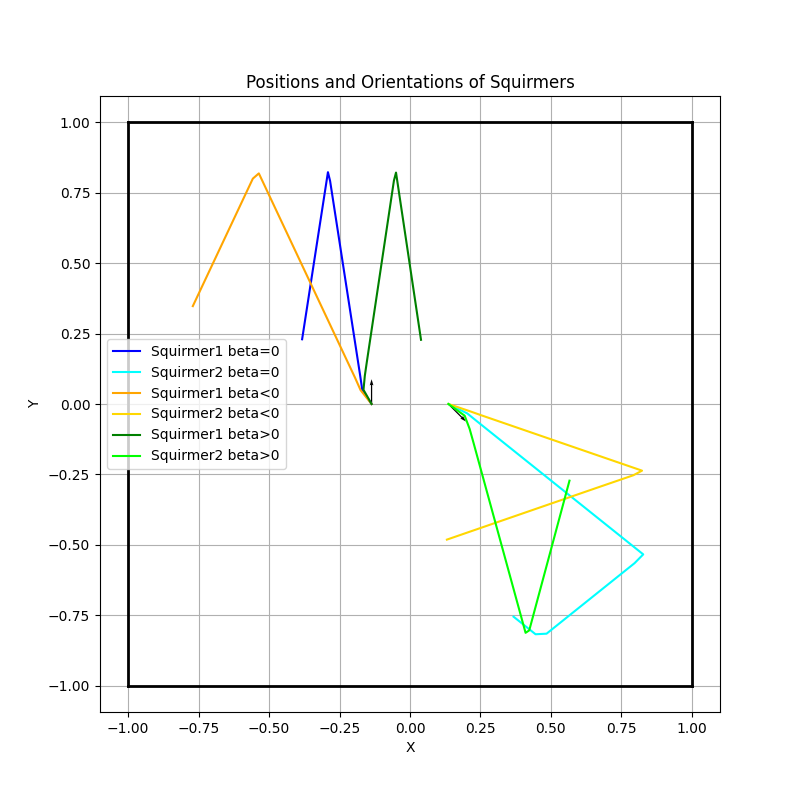 Positions and Orientations of Squirmers
1.00
0.75
0.50
0.25
0.00
−0.25
−0.50
−0.75
−1.00
Y
Squirmer1 beta=0
Squirmer2 beta=0
Squirmer1 beta<0
Squirmer2 beta<0
Squirmer1 beta>0
Squirmer2 beta>0
−1.00 −0.75 −0.50 −0.25 0.00 0.25 0.50 0.75 1.00
X